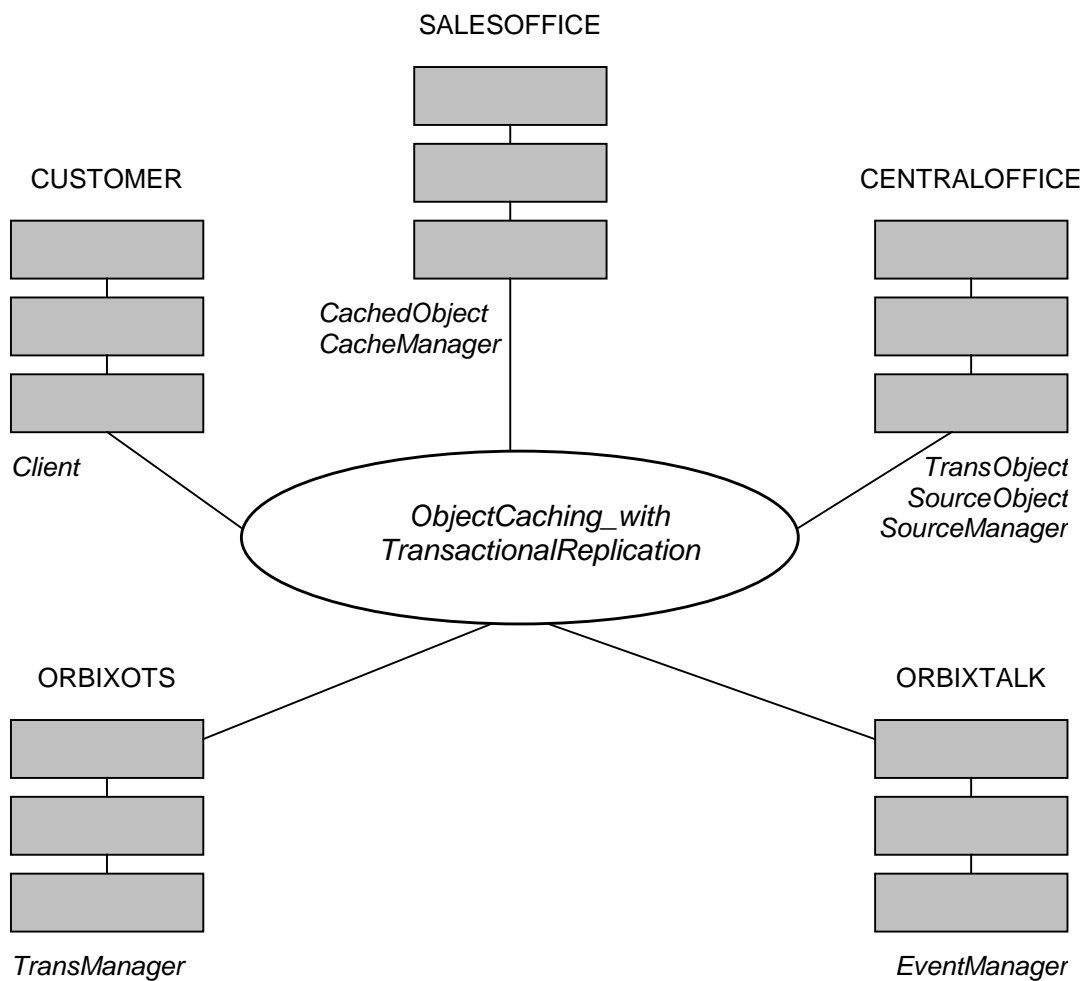 SALESOFFICE
CUSTOMER
CENTRALOFFICE
CachedObject
CacheManager
Client
TransObject
SourceObject
SourceManager
ObjectCaching_with
TransactionalReplication
ORBIXOTS
ORBIXTALK
TransManager
EventManager